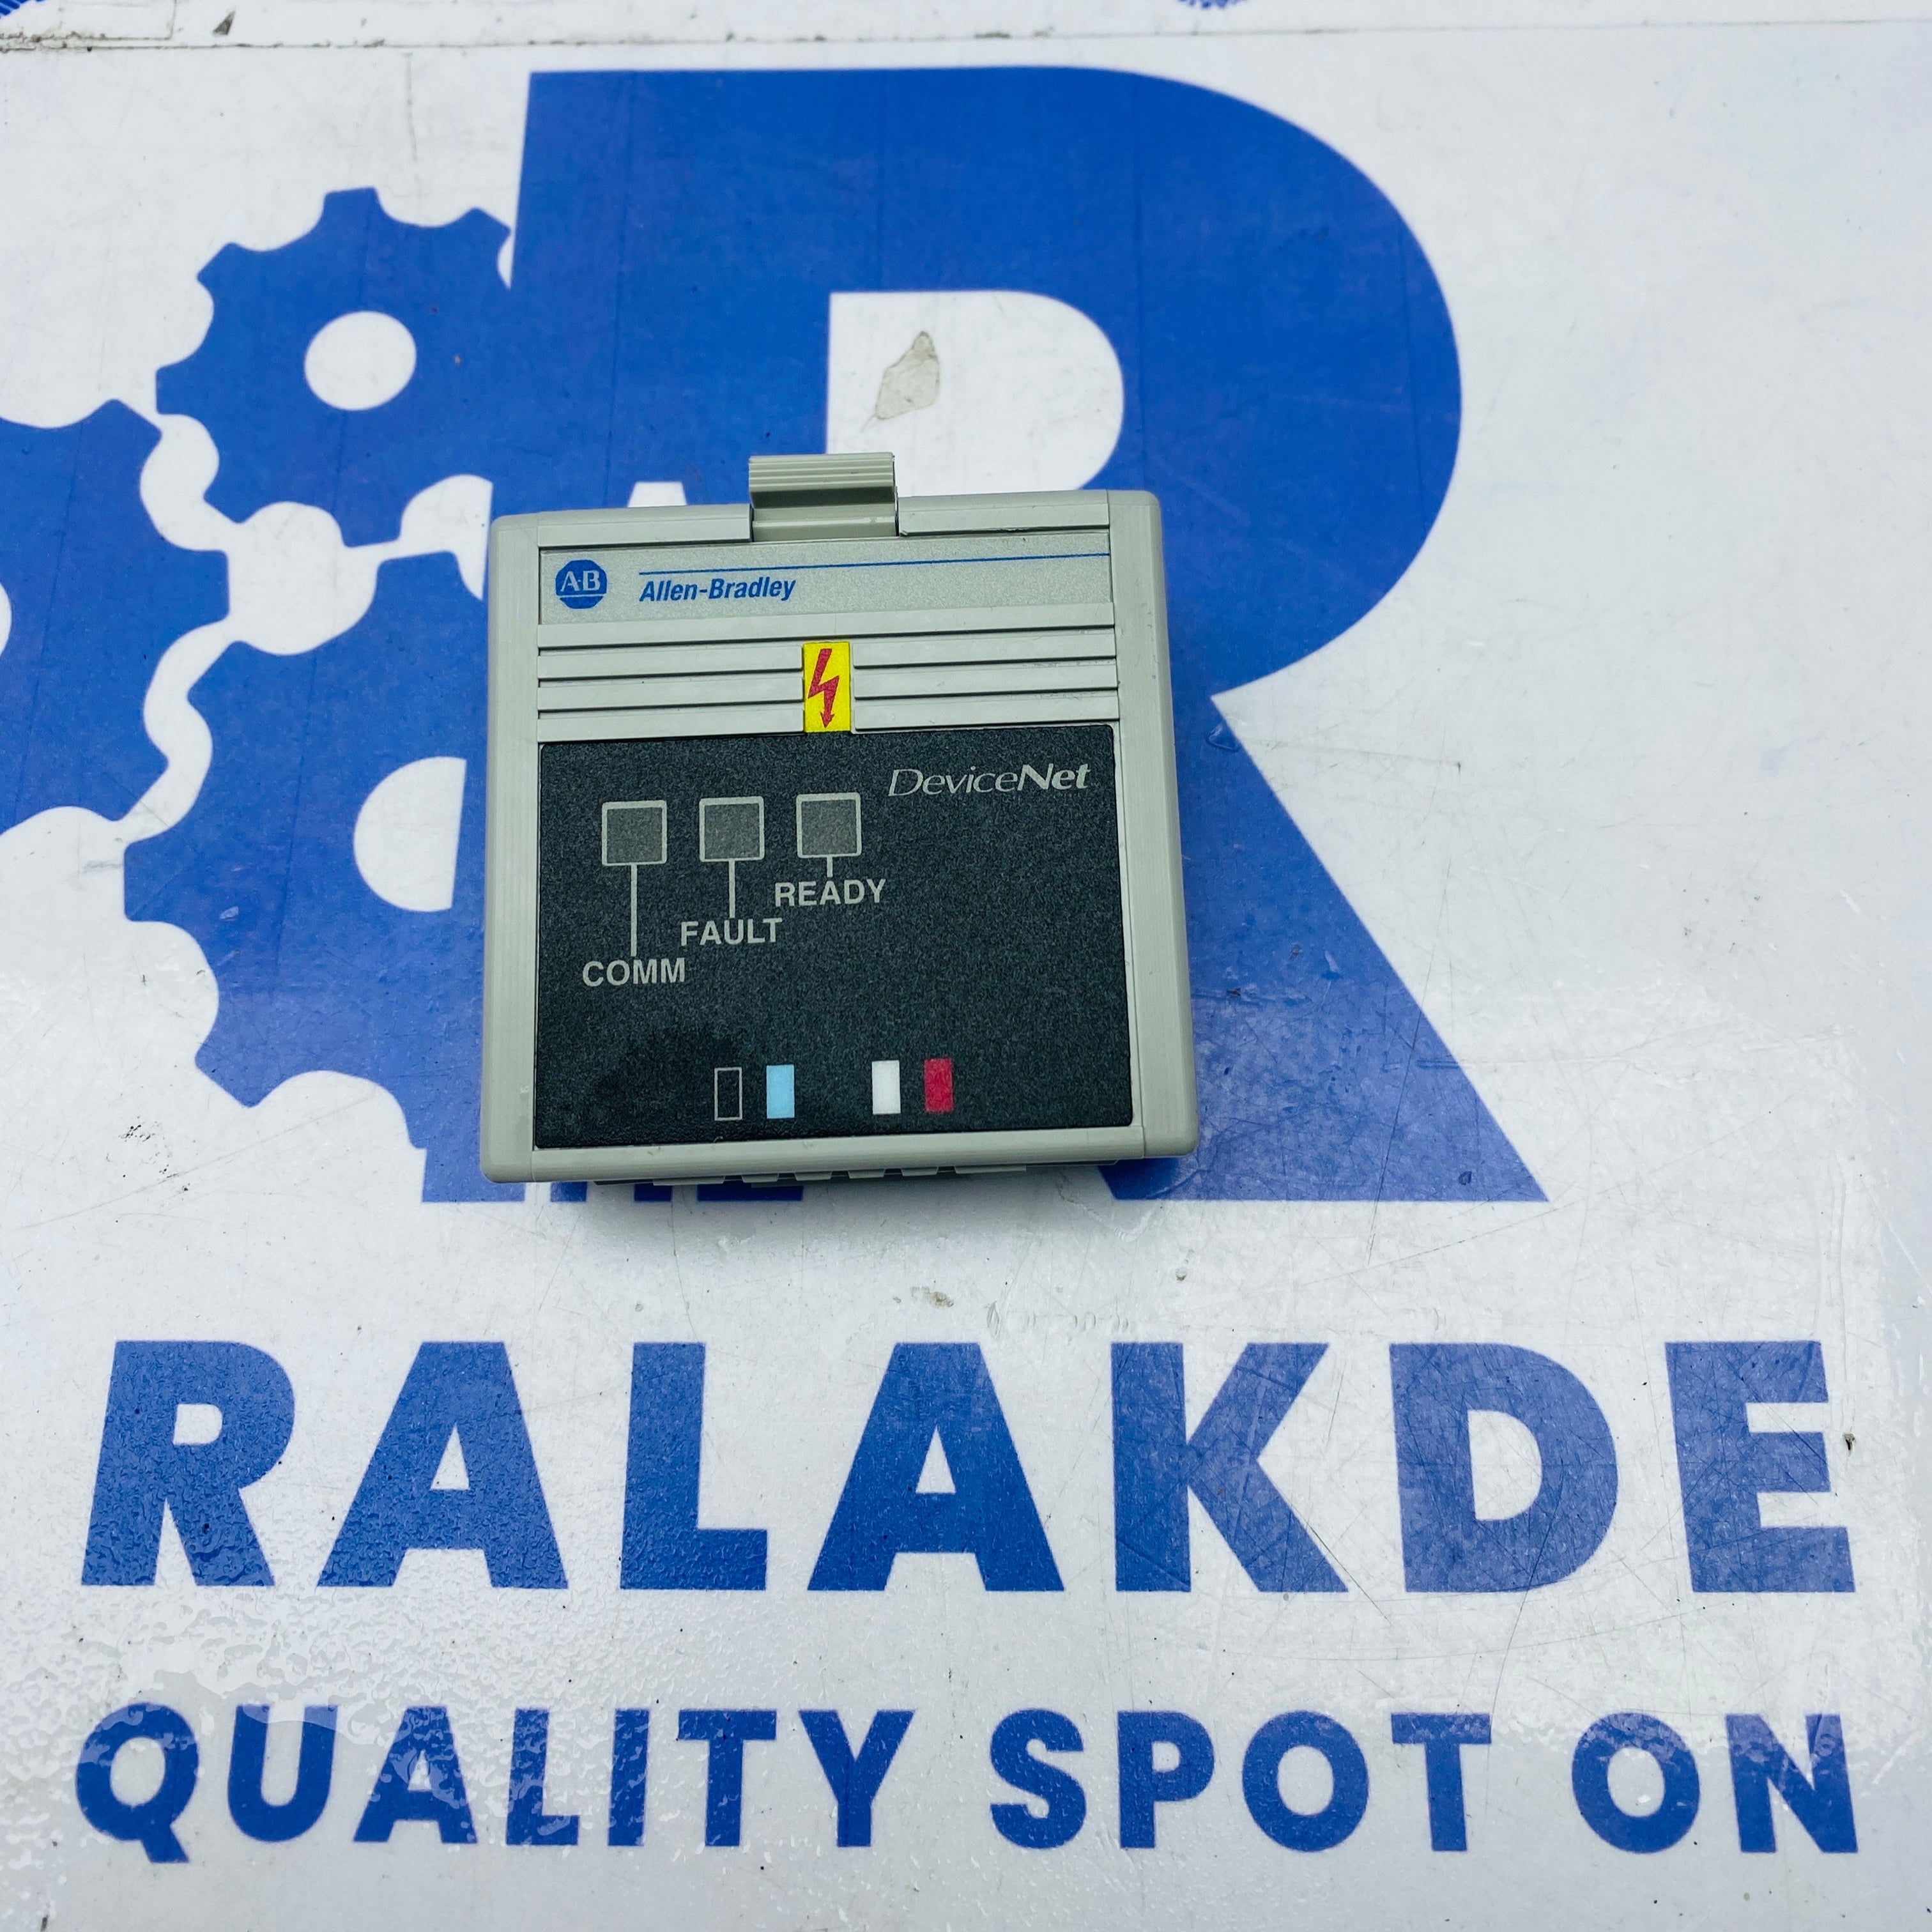 A-B
Allen-Bradley
DeviceNet
READY
FAULT
COMM
RALAKDE
QUALITY SPOT ON